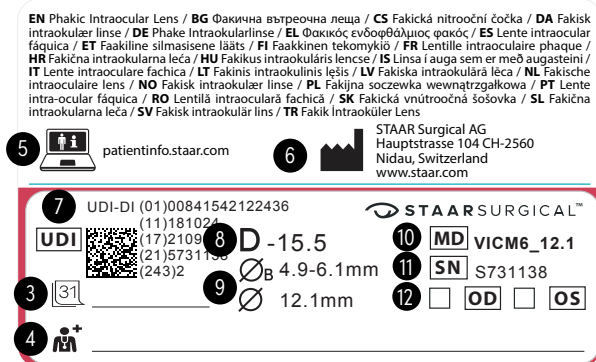 EN Phakic Intraocular Lens / BG Факична вътреочна леща / CS Fakická nitrooční čočka / DA Fakisk
intraokulær linse / DE Phake Intraokularlinse / EL Φακικός ενδοφθάλμιος φακός / ES Lente intraocular
fáquica / ET Faakiline silmasisene lääts / FI Faakkinen tekomykiö / FR Lentille intraoculaire phaque /
HR Fakična intraokularna leća / HU Fakikus intraokuláris lencse / IS Linsa í auga sem er með augasteini /
IT Lente intraoculare fachica / LT Fakinis intraokulinis lęšis / LV Fakiska intraokulārā lēca / NL Fakische
intraoculaire lens / NO Fakisk intraokulær linse / PL Fakijna soczewka wewnątrzgałkowa / PT Lente
intra-ocular fáquica / RO Lentilă intraoculară fachică / SK Fakická vnútroočná šošovka / SL Fakična
intraokularna leča / SV Fakisk intraokulär lins / TR Fakik İntraoküler Lens
5 patientinfo.staar.com
6 STAAR Surgical AG
Hauptstrasse 104 CH-2560
Nidau, Switzerland
www.staar.com
7 UDI-DI (01)00841542122436
UDI (11)181024
(17)2109
(21)5731138
(243)2
STAARSURGICAL™
8 D -15.5
9 ØB 4.9-6.1mm
Ø 12.1mm
10 MD VICM6_12.1
11 SN S731138
12 OD OS
3 31
4